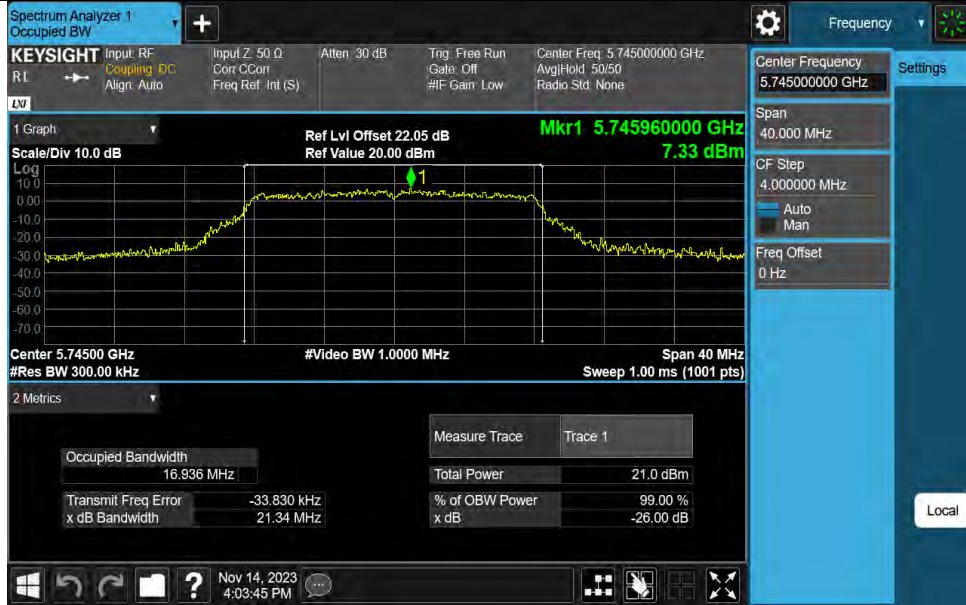 Spectrum Analyzer 1
Occupied BW
+
Frequency
KEYSIGHT Input: RF Input Z: 50 Ω Atten: 30 dB Trig: Free Run Center Freq: 5.745000000 GHz
RL Coupling: DC Corr CCorr Gate: Off Avg|Hold: 50/50
Align: Auto Freq Ref: Int (S) #IF Gain: Low Radio Std: None
LXI
Center Frequency
5.745000000 GHz
Settings
Span
40.000 MHz
CF Step
4.000000 MHz
Auto
Man
Freq Offset
0 Hz
Local
1 Graph
Ref Lvl Offset 22.05 dB
Mkr1 5.745960000 GHz
Scale/Div 10.0 dB
Ref Value 20.00 dBm
7.33 dBm
Log
1
10.0
0.00
-10.0
-20.0
-30.0
-40.0
-50.0
-60.0
-70.0
Center 5.74500 GHz #Video BW 1.0000 MHz Span 40 MHz
#Res BW 300.00 kHz Sweep 1.00 ms (1001 pts)
2 Metrics
Measure Trace Trace 1
Occupied Bandwidth
16.936 MHz
Total Power 21.0 dBm
Transmit Freq Error -33.830 kHz
% of OBW Power 99.00 %
x dB Bandwidth 21.34 MHz
x dB -26.00 dB
?
Nov 14, 2023
4:03:45 PM